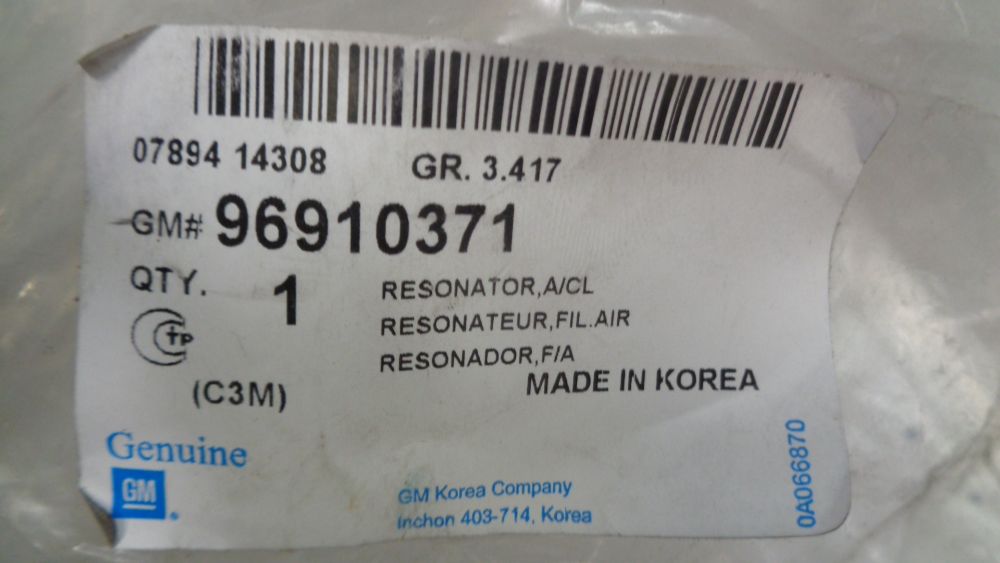 07894 14308 GR. 3.417
GM# 96910371
QTY. 1
RESONATOR,A/CL
RESONATEUR,FIL.AIR
RESONADOR,F/A
MADE IN KOREA
(C3M)
Genuine
GM
GM Korea Company
Inchon 403-714, Korea
0A066870